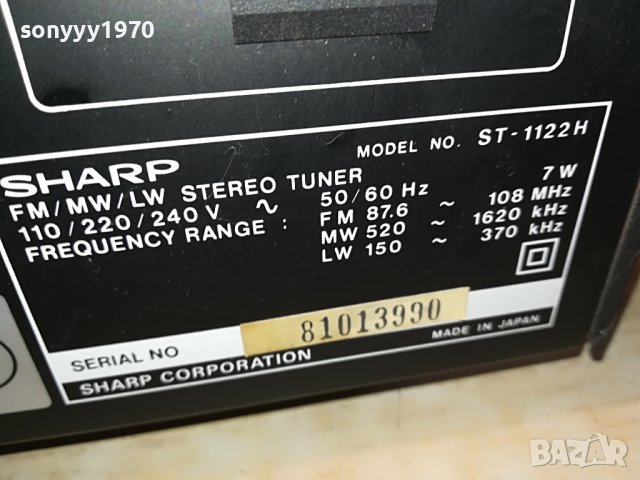 sonyyy1970
SHARP MODEL NO. ST-1122H
FM/MW/LW STEREO TUNER 7 W
110/220/240 V ~ 50/60 Hz
FREQUENCY RANGE : FM 87.6 ~ 108 MHz
MW 520 ~ 1620 kHz
LW 150 ~ 370 kHz
SERIAL NO 81013990
SHARP CORPORATION MADE IN JAPAN
BAZAR